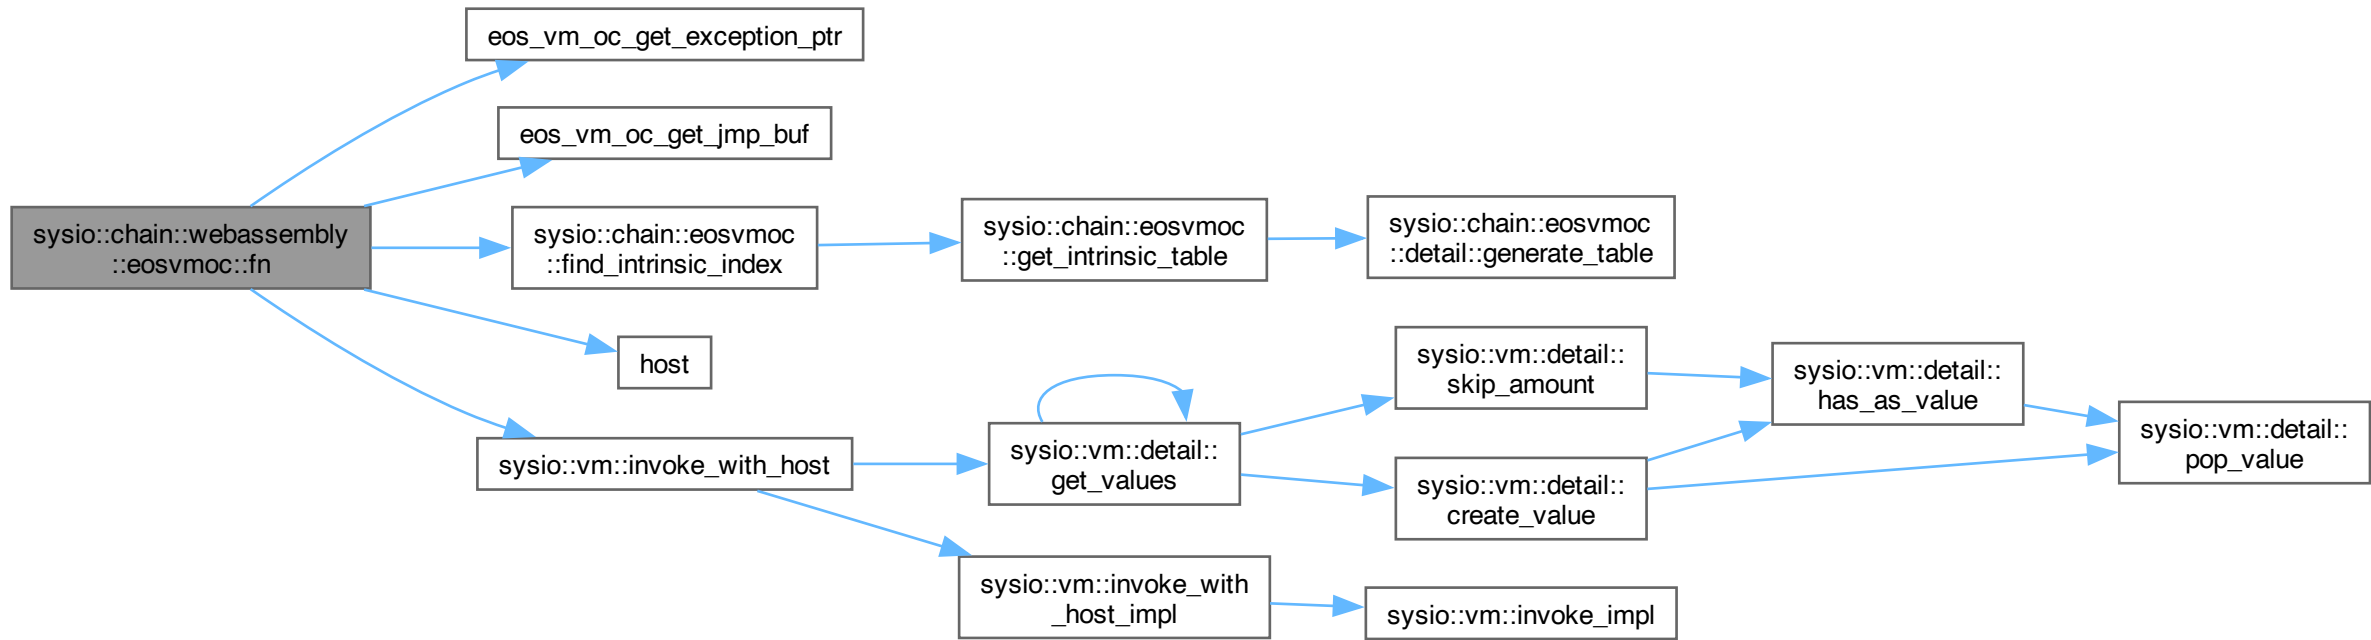 eos_vm_oc_get_exception_ptr
eos_vm_oc_get_jmp_buf
sysio::chain::webassembly
::eosvmoc::fn
sysio::chain::eosvmoc
::find_intrinsic_index
sysio::chain::eosvmoc
::get_intrinsic_table
sysio::chain::eosvmoc
::detail::generate_table
host
sysio::vm::invoke_with_host
sysio::vm::detail::
get_values
sysio::vm::detail::
skip_amount
sysio::vm::detail::
create_value
sysio::vm::detail::
has_as_value
sysio::vm::detail::
pop_value
sysio::vm::invoke_with
_host_impl
sysio::vm::invoke_impl